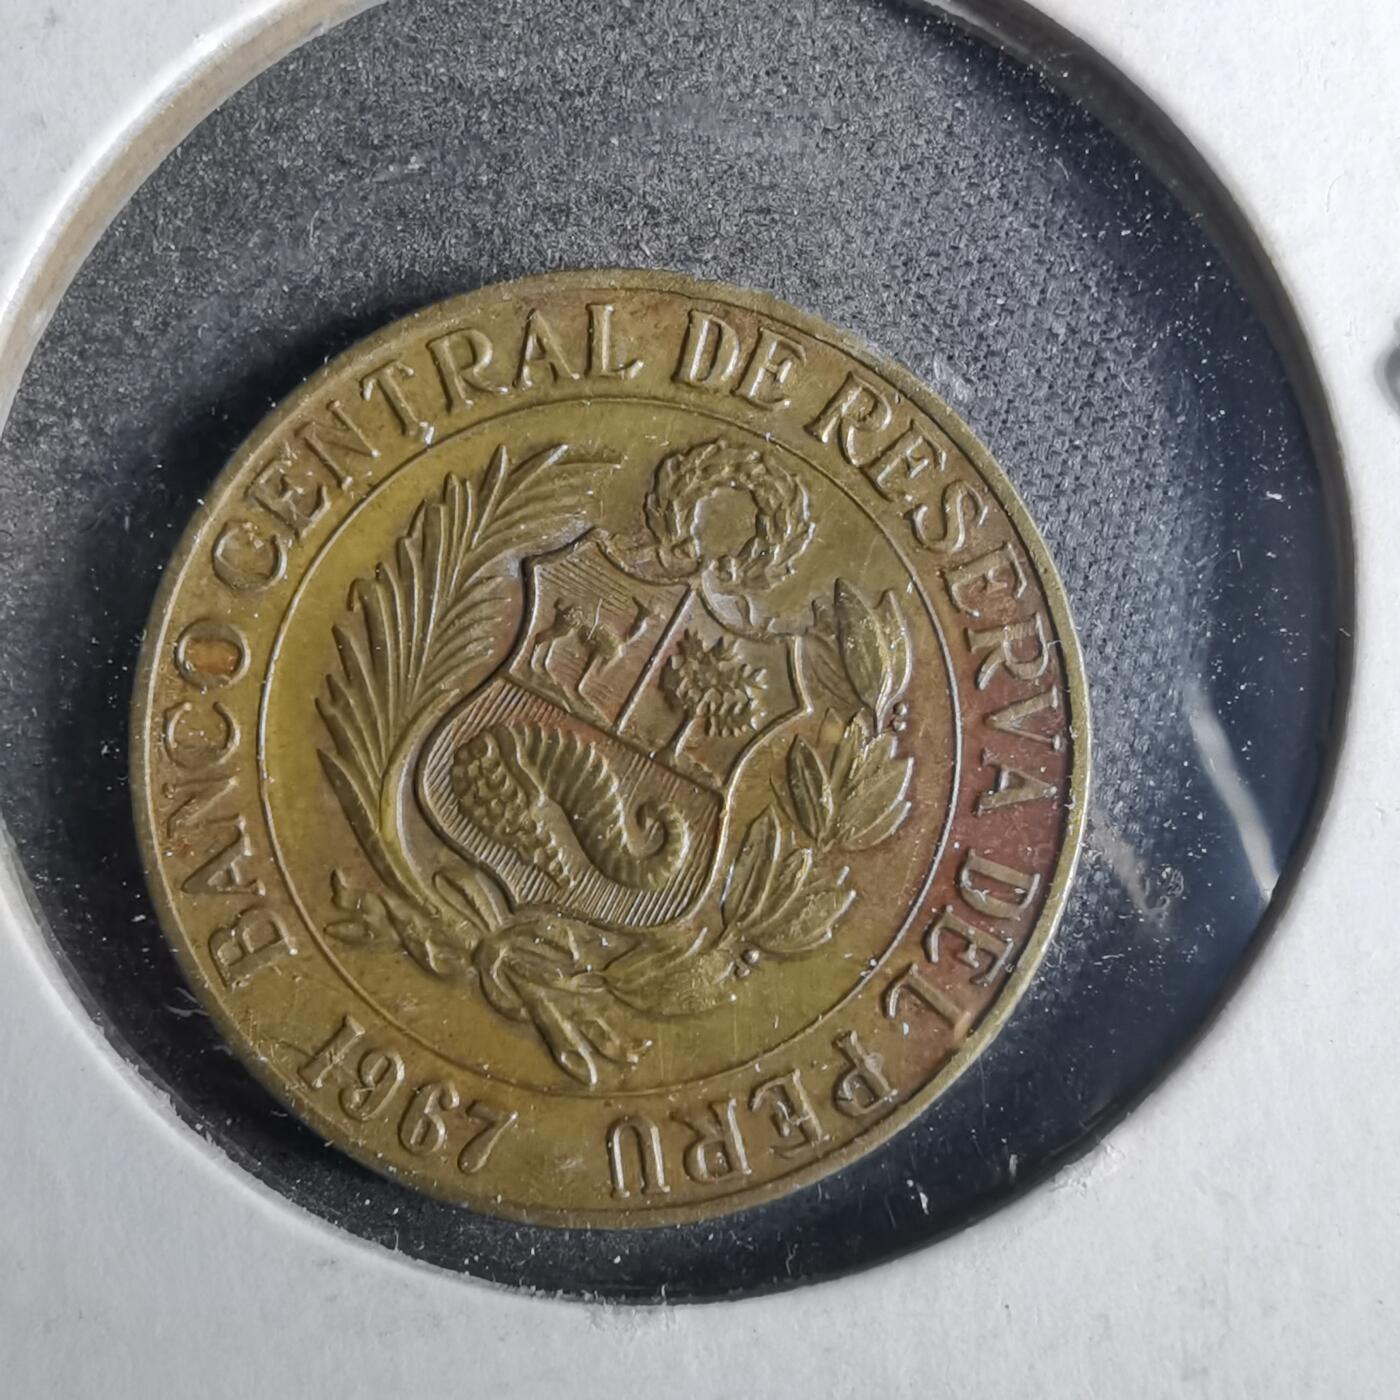 BANCO CENTRAL DE RESERVA DEL PERU
1967